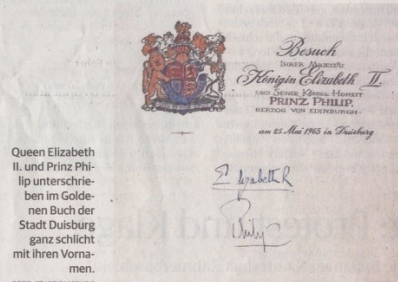 Besuch
IHRER MAJESTÄT
Königin Elizabeth II.
UND SEINER KÖNIGL. HOHEIT
PRINZ PHILIP,
HERZOG VON EDINBURGH
am 25. Mai 1965 in Duisburg
Elizabeth R
Philip
Queen Elizabeth
II. und Prinz Phi-
lip unterschrie-
ben im Golde-
nen Buch der
Stadt Duisburg
ganz schlicht
mit ihren Vorna-
men.